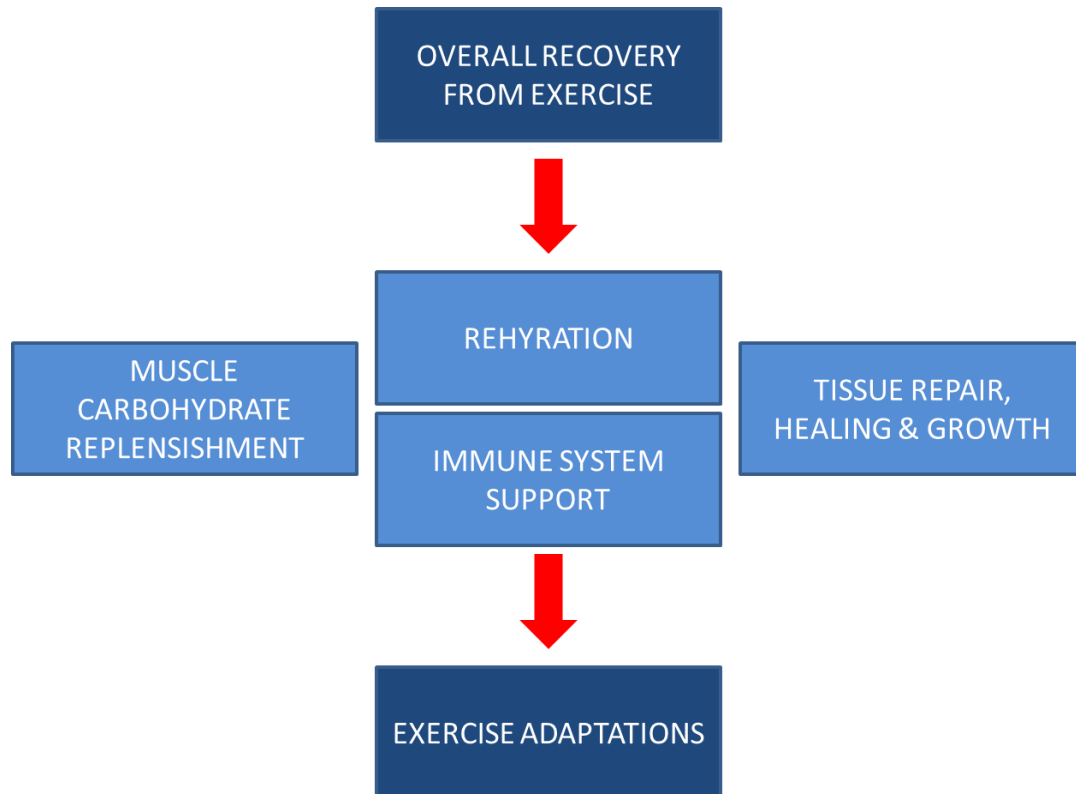 OVERALL RECOVERY
FROM EXERCISE
REHYRATION
MUSCLE
CARBOHYDRATE
REPLENSISHMENT
TISSUE REPAIR,
HEALING & GROWTH
IMMUNE SYSTEM
SUPPORT
EXERCISE ADAPTATIONS